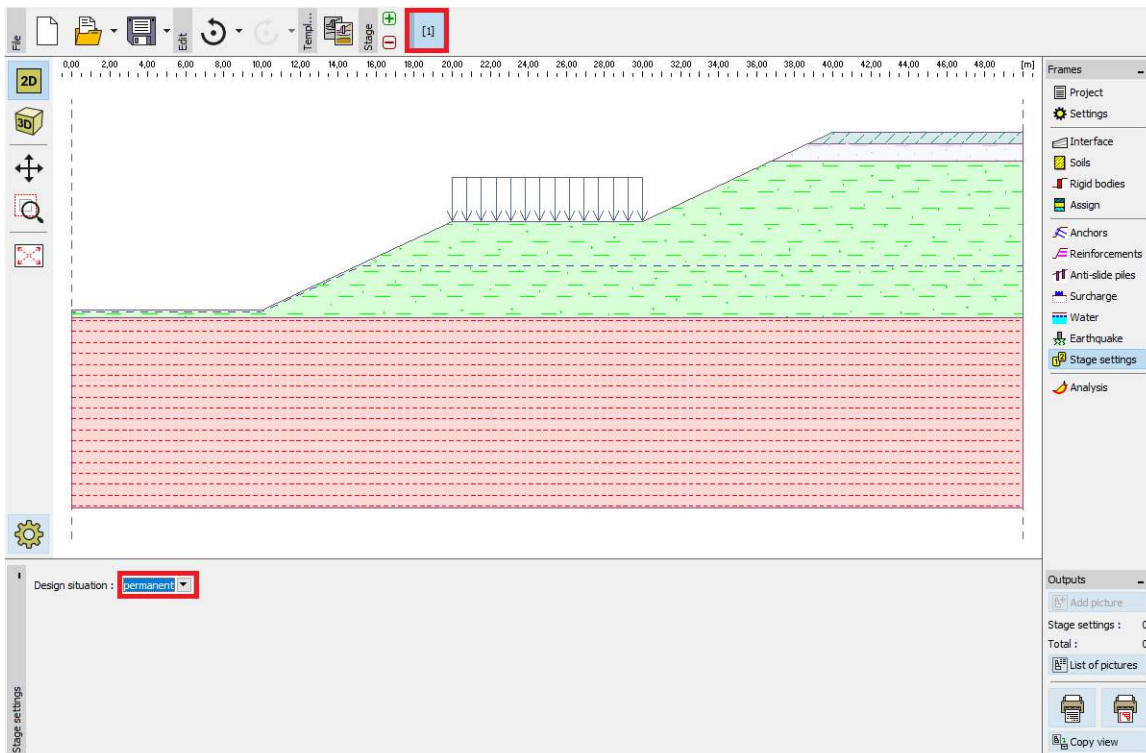 File
Edit
Templ...
Stage
[1]
2D
3D
0,00 2,00 4,00 6,00 8,00 10,00 12,00 14,00 16,00 18,00 20,00 22,00 24,00 26,00 28,00 30,00 32,00 34,00 36,00 38,00 40,00 42,00 44,00 46,00 48,00 [m]
Frames
Project
Settings
Interface
Soils
Rigid bodies
Assign
Anchors
Reinforcements
Anti-slide piles
Surcharge
Water
Earthquake
Stage settings
Analysis
Design situation : permanent
Stage settings
Outputs
Add picture
Stage settings : 0
Total : 0
List of pictures
Copy view